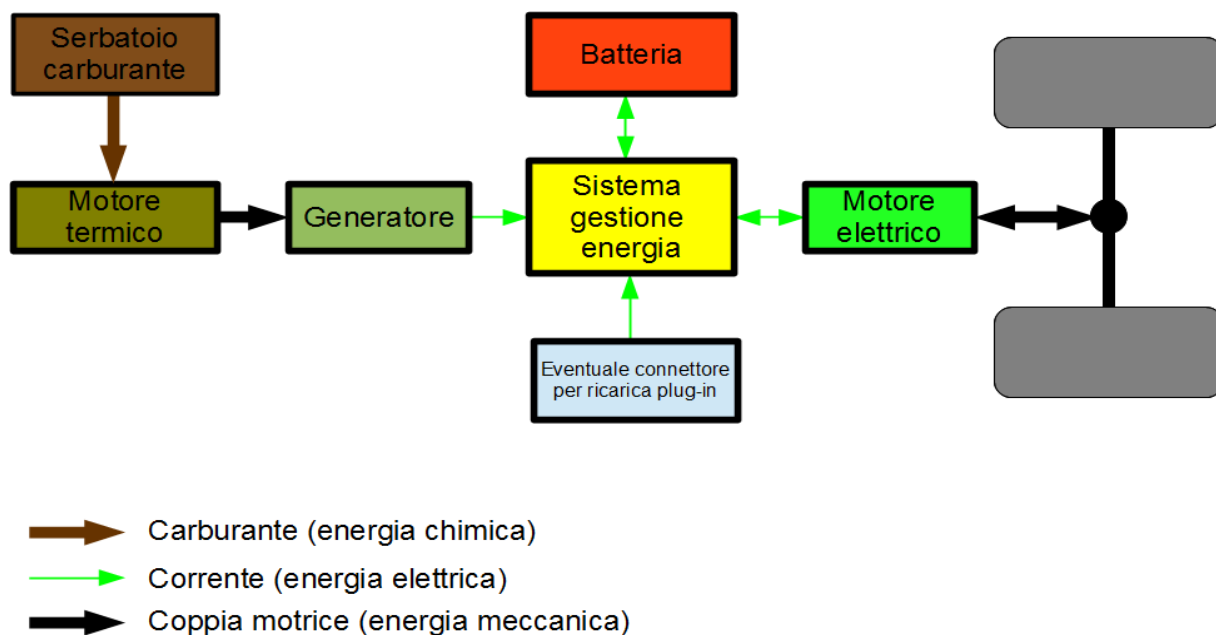 Serbatoio
carburante
Batteria
Motore
termico
Generatore
Sistema
gestione
energia
Motore
elettrico
Eventuale connettore
per ricarica plug-in
Carburante (energia chimica)
Corrente (energia elettrica)
Coppia motrice (energia meccanica)